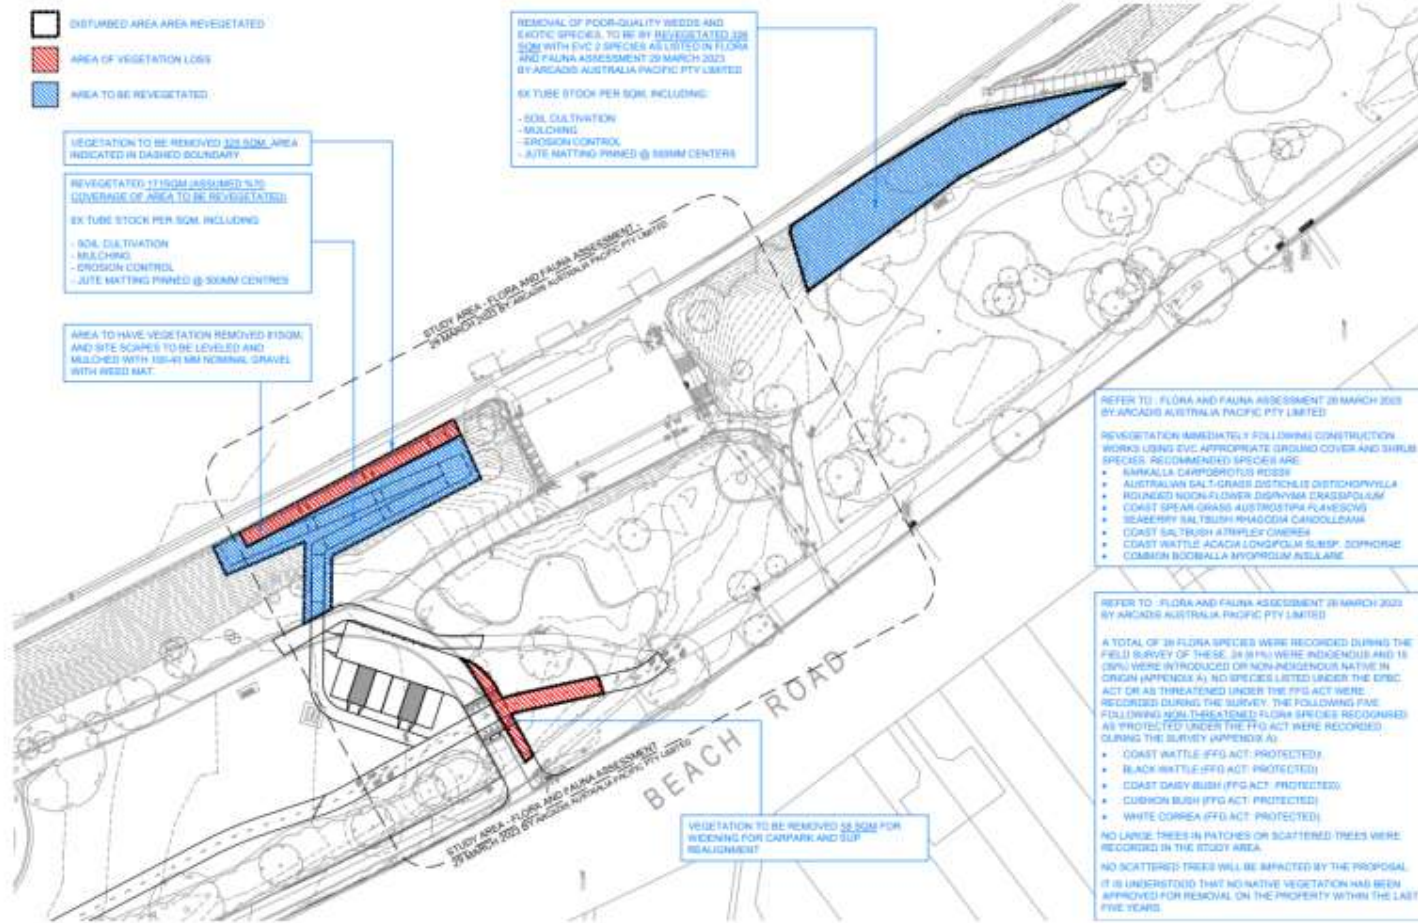 DISTURBED AREA AREA REVEGETATED
AREA OF VEGETATION LOSS
AREA TO BE REVEGETATED
VEGETATION TO BE REMOVED 323 SQM, AREA
INDICATED IN DASHED BOUNDARY
REVEGETATED 171SQM (ASSUMED %70
COVERAGE OF AREA TO BE REVEGETATED)
6X TUBE STOCK PER SQM, INCLUDING
- SOIL CULTIVATION
- MULCHING
- EROSION CONTROL
- JUTE MATTING PINNED @ 500MM CENTRES
AREA TO HAVE VEGETATION REMOVED 81SQM,
AND SITE SCAPES TO BE LEVELED AND
MULCHED WITH MM NOMINAL GRAVEL
WITH WEED MAT.
REMOVAL OF POOR-QUALITY WEEDS AND
EXOTIC SPECIES, TO BE BY REVEGETATED
SQM WITH EVC 2 SPECIES AS LISTED IN FLORA
AND FAUNA ASSESSMENT 29 MARCH 2023
BY ARCADIS AUSTRALIA PACIFIC PTY LIMITED
6X TUBE STOCK PER SQM, INCLUDING:
- SOIL CULTIVATION
- MULCHING
- EROSION CONTROL
- JUTE MATTING PINNED @ 500MM CENTERS
STUDY AREA - FLORA AND FAUNA ASSESSMENT -
29 MARCH 2023 BY ARCADIS AUSTRALIA PACIFIC PTY LIMITED
REFER TO : FLORA AND FAUNA ASSESSMENT 29 MARCH 2023
BY ARCADIS AUSTRALIA PACIFIC PTY LIMITED
REVEGETATION IMMEDIATELY FOLLOWING CONSTRUCTION
WORKS USING EVC APPROPRIATE GROUND COVER AND SHRUB
SPECIES. RECOMMENDED SPECIES ARE
• KARKALLA CARPOBROTUS ROSSII
• AUSTRALIAN SALT-GRASS DISTICHLIS DISTICHOPHYLLA
• ROUNDED NOON-FLOWER DISPHYMA CRASSIFOLIUM
• COAST SPEAR-GRASS AUSTROSTIPA FLAVESCENS
• SEABERRY SALTBUSH RHAGODIA CANDOLLEANA
• COAST SALTBUSH ATRIPLEX CINEREA
• COAST WATTLE ACACIA LONGIFOLIA SUBSP. SOPHORAE
• COMMON BOOBIALLA MYOPROUM INSULARE
REFER TO : FLORA AND FAUNA ASSESSMENT 29 MARCH 2023
BY ARCADIS AUSTRALIA PACIFIC PTY LIMITED
A TOTAL OF 39 FLORA SPECIES WERE RECORDED DURING THE
FIELD SURVEY OF THESE, 24 (61%) WERE INDIGENOUS AND 15
(39%) WERE INTRODUCED OR NON-INDIGENOUS NATIVE IN
ORIGIN (APPENDIX A). NO SPECIES LISTED UNDER THE EPBC
ACT OR AS THREATENED UNDER THE FFG ACT WERE
RECORDED DURING THE SURVEY. THE FOLLOWING FIVE
FOLLOWING NON-THREATENED FLORA SPECIES RECOGNISED
AS 'PROTECTED' UNDER THE FFG ACT WERE RECORDED
DURING THE SURVEY (APPENDIX A)
• COAST WATTLE (FFG ACT: PROTECTED)
• BLACK WATTLE (FFG ACT: PROTECTED)
• COAST DAISY-BUSH (FFG ACT: PROTECTED)
• CUSHION BUSH (FFG ACT: PROTECTED)
• WHITE CORREA (FFG ACT: PROTECTED)
NO LARGE TREES IN PATCHES OR SCATTERED TREES WERE
RECORDED IN THE STUDY AREA
NO SCATTERED TREES WILL BE IMPACTED BY THE PROPOSAL
IT IS UNDERSTOOD THAT NO NATIVE VEGETATION HAS BEEN
APPROVED FOR REMOVAL ON THE PROPERTY WITHIN THE LAST
FIVE YEARS.
BEACH ROAD
STUDY AREA - FLORA AND FAUNA ASSESSMENT
29 MARCH 2023 BY ARCADIS AUSTRALIA PACIFIC PTY LIMITED
VEGETATION TO BE REMOVED 58 SQM FOR
WIDENING FOR CARPARK AND SUP
REALIGNMENT